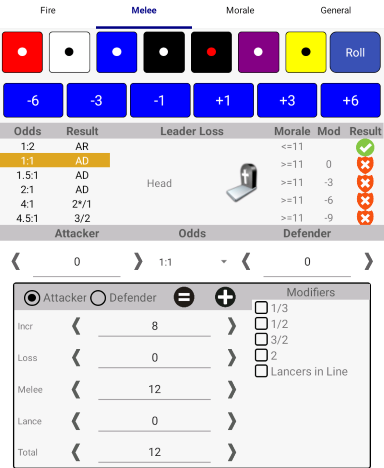 Fire Melee Morale General
Roll
-6 -3 -1 +1 +3 +6
Odds Result Leader Loss Morale Mod Result
1:2 AR <=11
1:1 AD >=11 0
1.5:1 AD Head >=11 -3
2:1 AD >=11 -6
4:1 2*/1 >=11 -9
4.5:1 3/2
Attacker Odds Defender
0 1:1 0
Attacker Defender Modifiers
Incr 8 1/3
1/2
Loss 0 3/2
2
Melee 12 Lancers in Line
Lance 0
Total 12